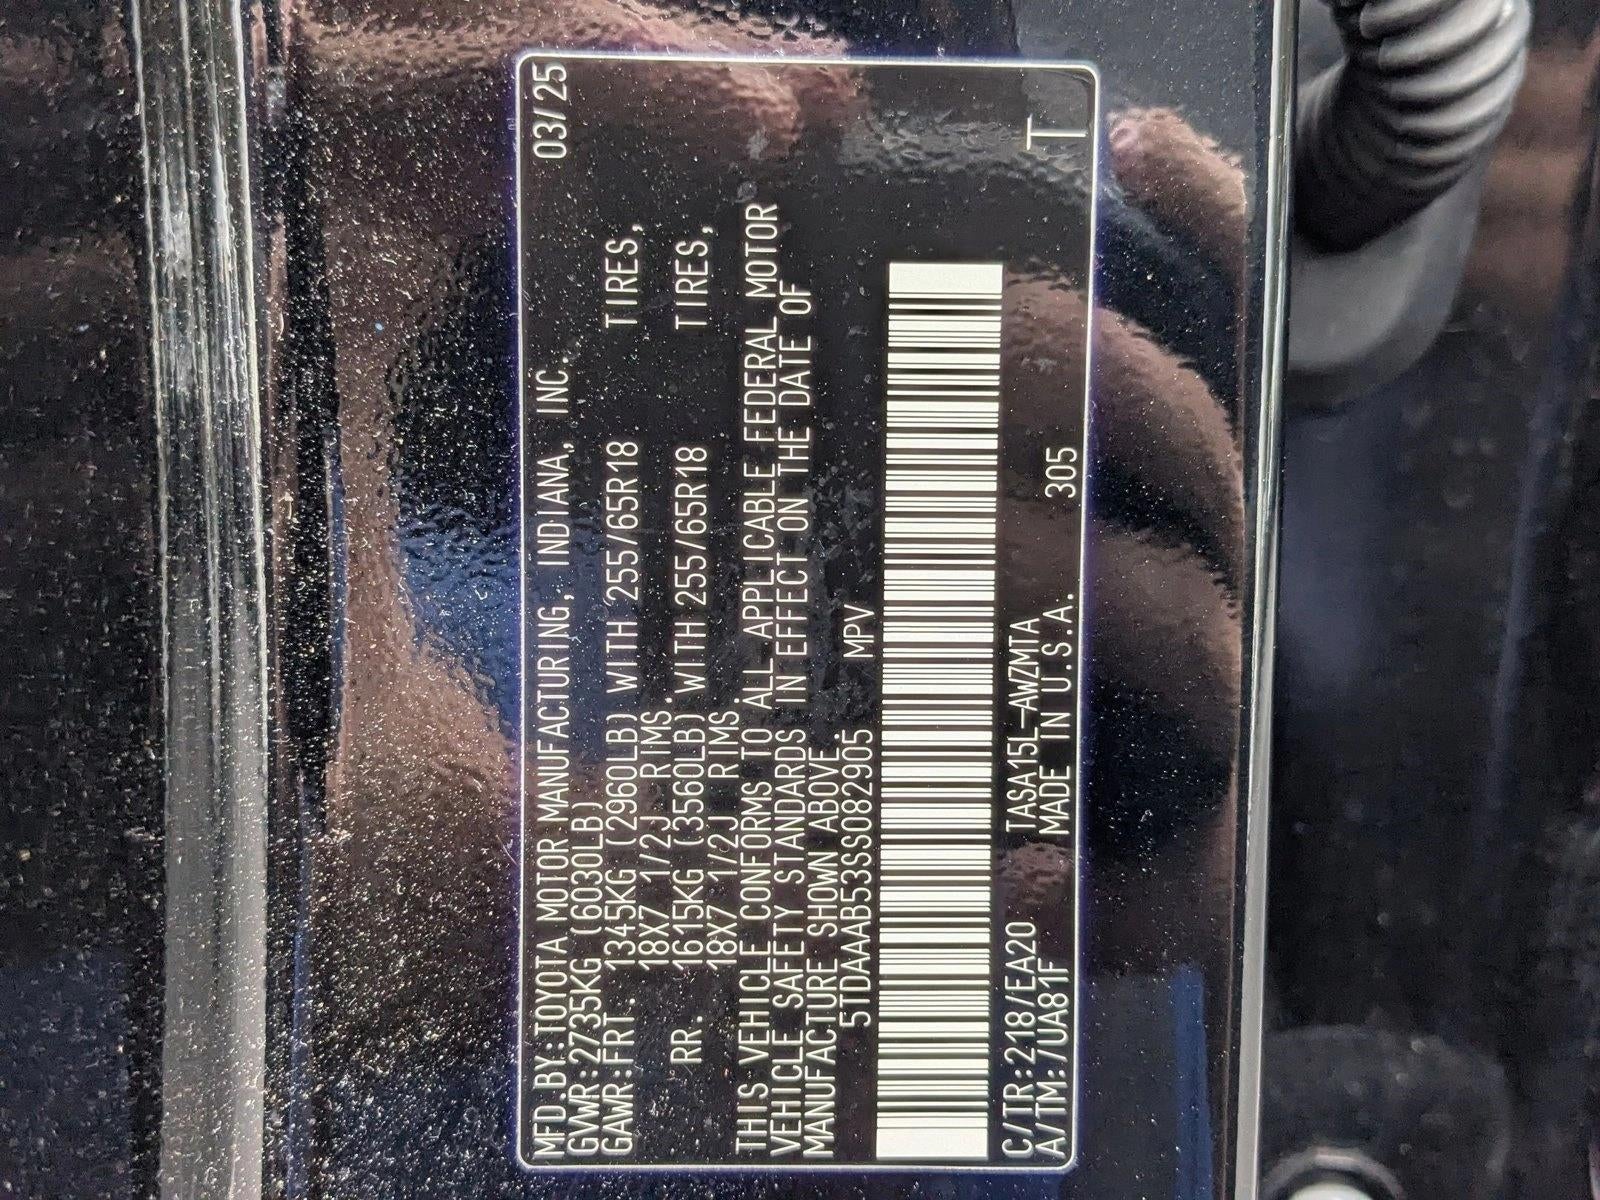 MFD.BY:TOYOTA MOTOR MANUFACTURING, INDIANA, INC. 03/25
GVWR:2735KG (6030LB)
GAWR:FRT. 1345KG (2960LB) WITH 255/65R18 TIRES,
18X7 1/2J RIMS.
RR. 1615KG (3560LB) WITH 255/65R18 TIRES,
18X7 1/2J RIMS.
THIS VEHICLE CONFORMS TO ALL APPLICABLE FEDERAL MOTOR
VEHICLE SAFETY STANDARDS IN EFFECT ON THE DATE OF
MANUFACTURE SHOWN ABOVE.
5TDAAAB53SS082905 MPV
C/TR:218/EA20 TASA15L-AWZMTA T
A/TM:7UA81F MADE IN U.S.A. 305